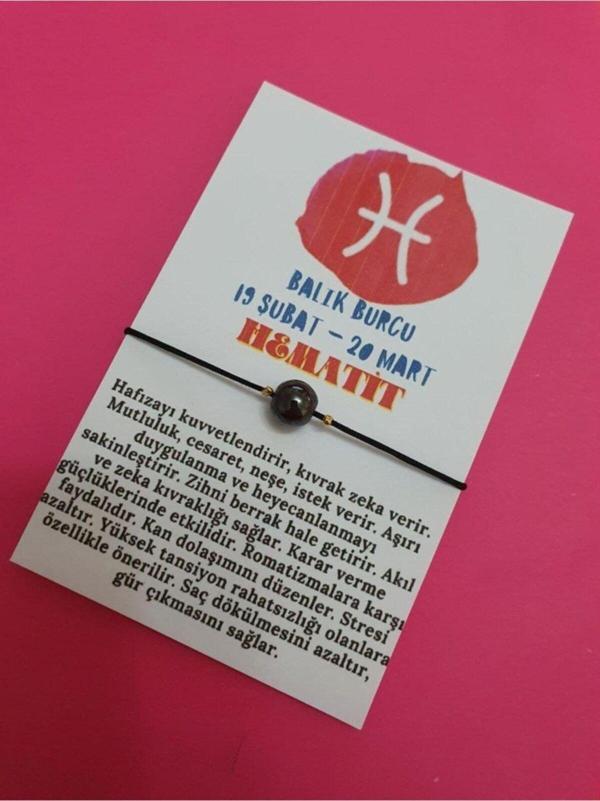 BALIK BURCU
19 ŞUBAT – 20 MART
HEMATİT
Hafızayı kuvvetlendirir, kıvrak zeka verir.
Mutluluk, cesaret, neşe, istek verir. Aşırı
duygulanma ve heyecanlanmayı
sakinleştirir. Zihni berrak hale getirir. Akıl
ve zeka kıvraklığı sağlar. Karar verme
güçlüklerinde etkilidir. Romatizmalara karşı
faydalıdır. Kan dolaşımını düzenler. Stresi
azaltır. Yüksek tansiyon rahatsızlığı olanlara
özellikle önerilir. Saç dökülmesini azaltır,
gür çıkmasını sağlar.